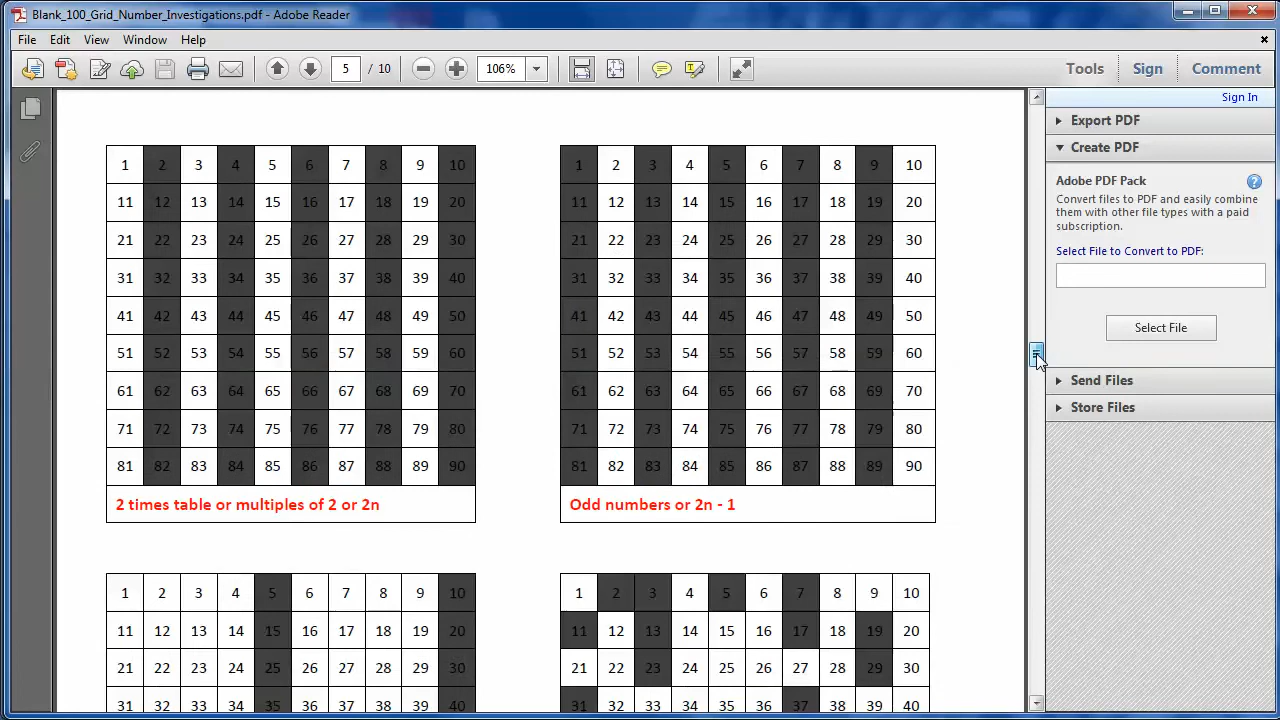 Blank_100_Grid_Number_Investigations.pdf - Adobe Reader
File Edit View Window Help
5 / 10 106% Tools Sign Comment
Sign In
Export PDF
Create PDF
Adobe PDF Pack
Convert files to PDF and easily combine
them with other file types with a paid
subscription.
Select File to Convert to PDF:
Select File
Send Files
Store Files
1 2 3 4 5 6 7 8 9 10
11 12 13 14 15 16 17 18 19 20
21 22 23 24 25 26 27 28 29 30
31 32 33 34 35 36 37 38 39 40
41 42 43 44 45 46 47 48 49 50
51 52 53 54 55 56 57 58 59 60
61 62 63 64 65 66 67 68 69 70
71 72 73 74 75 76 77 78 79 80
81 82 83 84 85 86 87 88 89 90
2 times table or multiples of 2 or 2n
1 2 3 4 5 6 7 8 9 10
11 12 13 14 15 16 17 18 19 20
21 22 23 24 25 26 27 28 29 30
31 32 33 34 35 36 37 38 39 40
41 42 43 44 45 46 47 48 49 50
51 52 53 54 55 56 57 58 59 60
61 62 63 64 65 66 67 68 69 70
71 72 73 74 75 76 77 78 79 80
81 82 83 84 85 86 87 88 89 90
Odd numbers or 2n - 1
1 2 3 4 5 6 7 8 9 10
11 12 13 14 15 16 17 18 19 20
21 22 23 24 25 26 27 28 29 30
31 32 33 34 35 36 37 38 39 40
1 2 3 4 5 6 7 8 9 10
11 12 13 14 15 16 17 18 19 20
21 22 23 24 25 26 27 28 29 30
31 32 33 34 35 36 37 38 39 40